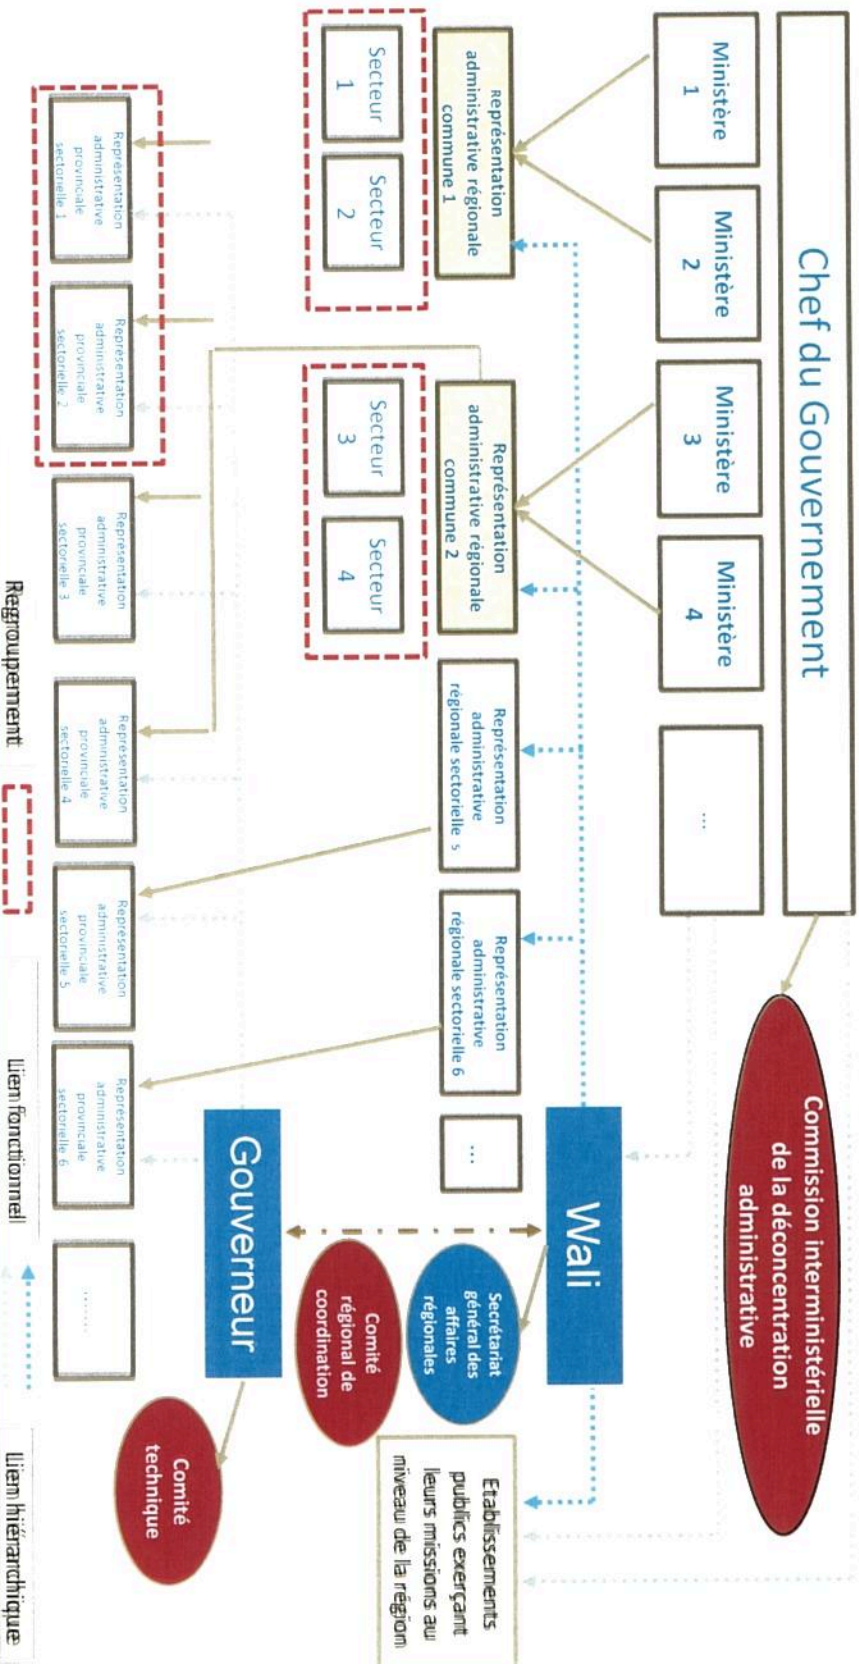 Chef du Gouvernement
Commission interministérielle
de la déconcentration
administrative
Ministère
1
Ministère
2
Ministère
3
Ministère
4
...
Représentation
administrative régionale
commune 1
Représentation
administrative régionale
commune 2
Représentation
administrative
régionale sectorielle 5
Représentation
administrative
régionale sectorielle 6
...
Wali
Secteur
1
Secteur
2
Secteur
3
Secteur
4
Secrétariat
général des
affaires
régionales
Etablissements
publics exerçant
leurs missions au
niveau de la région
Comité
régional de
coordination
Gouverneur
Comité
technique
Représentation
administrative
provinciale
sectorielle 1
Représentation
administrative
provinciale
sectorielle 2
Représentation
administrative
provinciale
sectorielle 3
Représentation
administrative
provinciale
sectorielle 4
Représentation
administrative
provinciale
sectorielle 5
Représentation
administrative
provinciale
sectorielle 6
.......
Regroupement
Lien fonctionnel
Lien hiérarchique